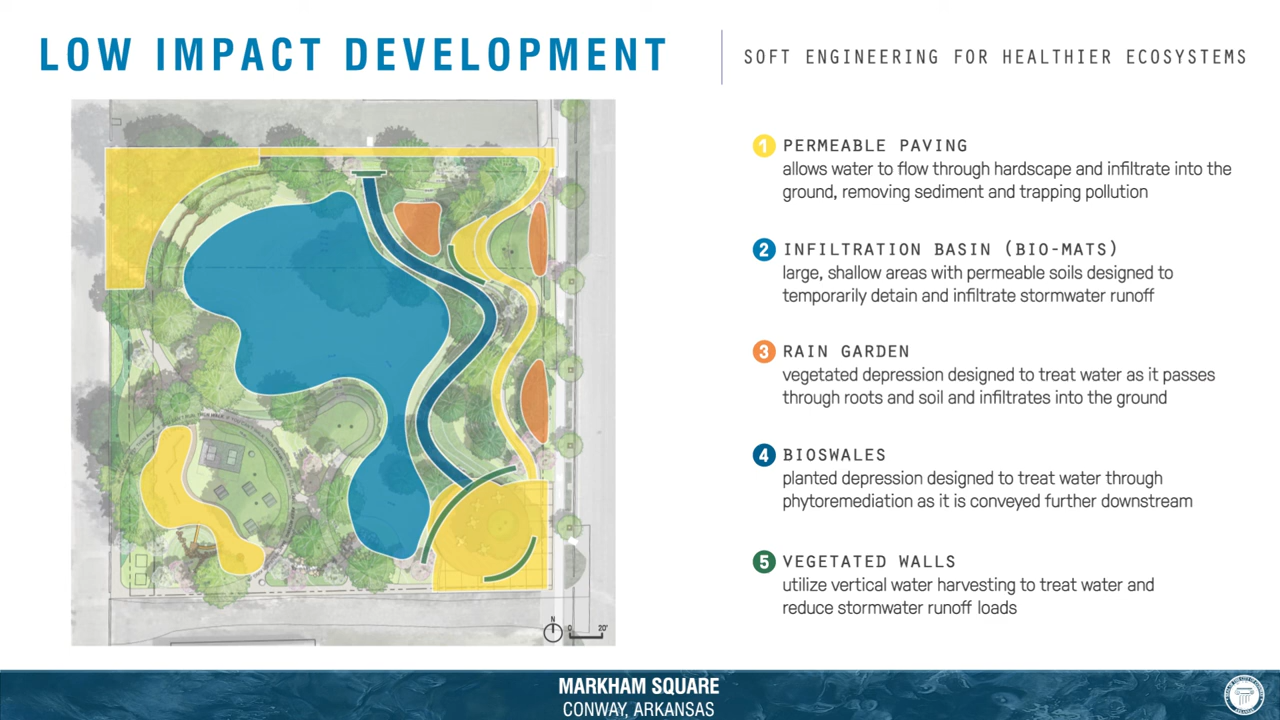 LOW IMPACT DEVELOPMENT
SOFT ENGINEERING FOR HEALTHIER ECOSYSTEMS
1 PERMEABLE PAVING
allows water to flow through hardscape and infiltrate into the
ground, removing sediment and trapping pollution
2 INFILTRATION BASIN (BIO-MATS)
large, shallow areas with permeable soils designed to
temporarily detain and infiltrate stormwater runoff
3 RAIN GARDEN
vegetated depression designed to treat water as it passes
through roots and soil and infiltrates into the ground
4 BIOSWALES
planted depression designed to treat water through
phytoremediation as it is conveyed further downstream
5 VEGETATED WALLS
utilize vertical water harvesting to treat water and
reduce stormwater runoff loads
N
0 20'
MARKHAM SQUARE
CONWAY, ARKANSAS